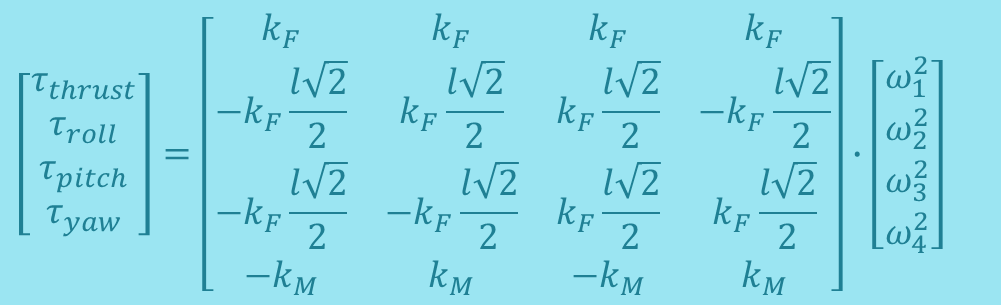 [τ_thrust; τ_roll; τ_pitch; τ_yaw] = [
k_F   k_F   k_F   k_F
−k_F l√2/2   k_F l√2/2   k_F l√2/2   −k_F l√2/2
−k_F l√2/2   −k_F l√2/2   k_F l√2/2   k_F l√2/2
−k_M   k_M   −k_M   k_M
] · [ω_1^2; ω_2^2; ω_3^2; ω_4^2]